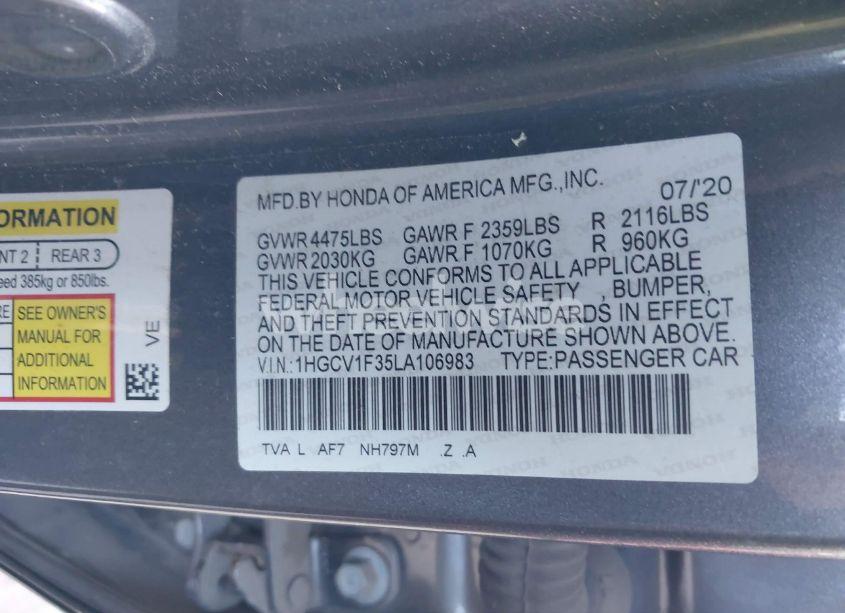 ORMATION
NT 2 | REAR 3
eed 385kg or 850lbs.
RE
SEE OWNER'S
MANUAL FOR
ADDITIONAL
INFORMATION
VE
MFD.BY HONDA OF AMERICA MFG.,INC. 07/'20
GVWR 4475LBS GAWR F 2359LBS R 2116LBS
GVWR 2030KG GAWR F 1070KG R 960KG
THIS VEHICLE CONFORMS TO ALL APPLICABLE
FEDERAL MOTOR VEHICLE SAFETY , BUMPER,
AND THEFT PREVENTION STANDARDS IN EFFECT
ON THE DATE OF MANUFACTURE SHOWN ABOVE.
V.I.N.:1HGCV1F35LA106983 TYPE:PASSENGER CAR
TVA L AF7 NH797M .Z .A